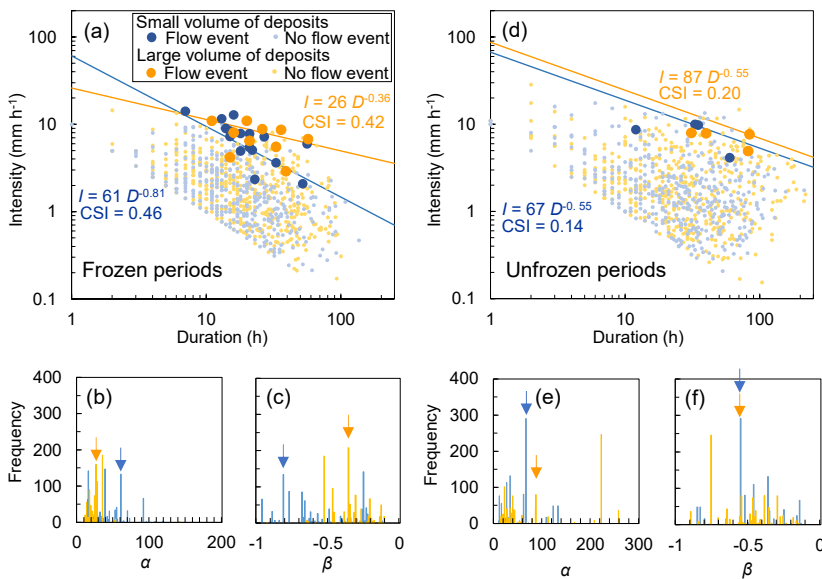 (a)
Small volume of deposits
Flow event No flow event
Large volume of deposits
Flow event No flow event
I = 26 D-0.36
CSI = 0.42
I = 61 D-0.81
CSI = 0.46
Frozen periods
Intensity (mm h-1)
100
10
1
0.1
1 10 100
Duration (h)
(d)
I = 87 D-0. 55
CSI = 0.20
I = 67 D-0. 55
CSI = 0.14
Unfrozen periods
Intensity (mm h-1)
100
10
1
0.1
1 10 100
Duration (h)
(b)
Frequency
400
300
200
100
0
0 100 200
α
(c)
-1 -0.5 0
β
(e)
Frequency
400
300
200
100
0
0 100 200 300
α
(f)
-1 -0.5 0
β